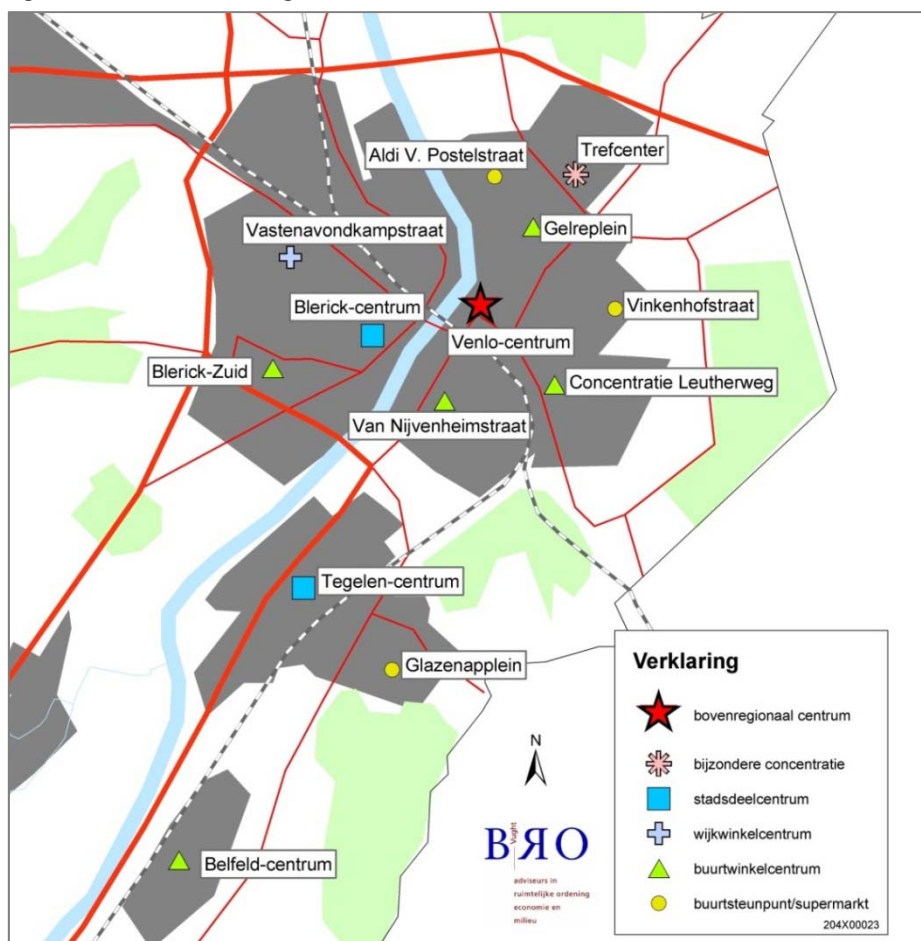 Aldi V. Postelstraat
Trefcenter
Vastenavondkampstraat
Gelreplein
Blerick-centrum
Vinkenhofstraat
Venlo-centrum
Blerick-Zuid
Concentratie Leutherweg
Van Nijvenheimstraat
Tegelen-centrum
Glazenapplein
Belfeld-centrum
N
BRO
Vught
adviseurs in
ruimtelijke ordening
economie en
milieu
Verklaring
bovenregionaal centrum
bijzondere concentratie
stadsdeelcentrum
wijkwinkelcentrum
buurtwinkelcentrum
buurtsteunpunt/supermarkt
204X00023